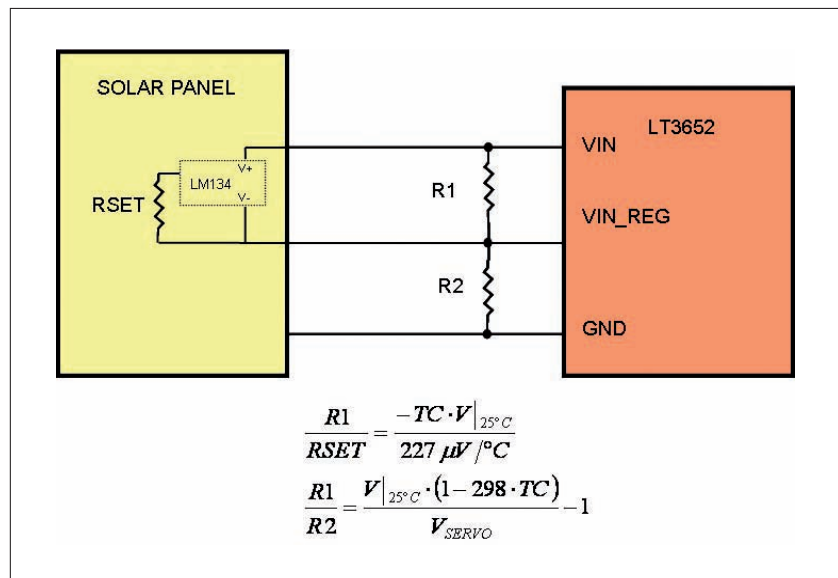 SOLAR PANEL
LT3652
VIN
V+
LM134
V-
RSET
R1
VIN_REG
R2
GND
R1/RSET = -TC·V|25°C / 227 μV/°C
R1/R2 = V|25°C·(1-298·TC) / VSERVO -1